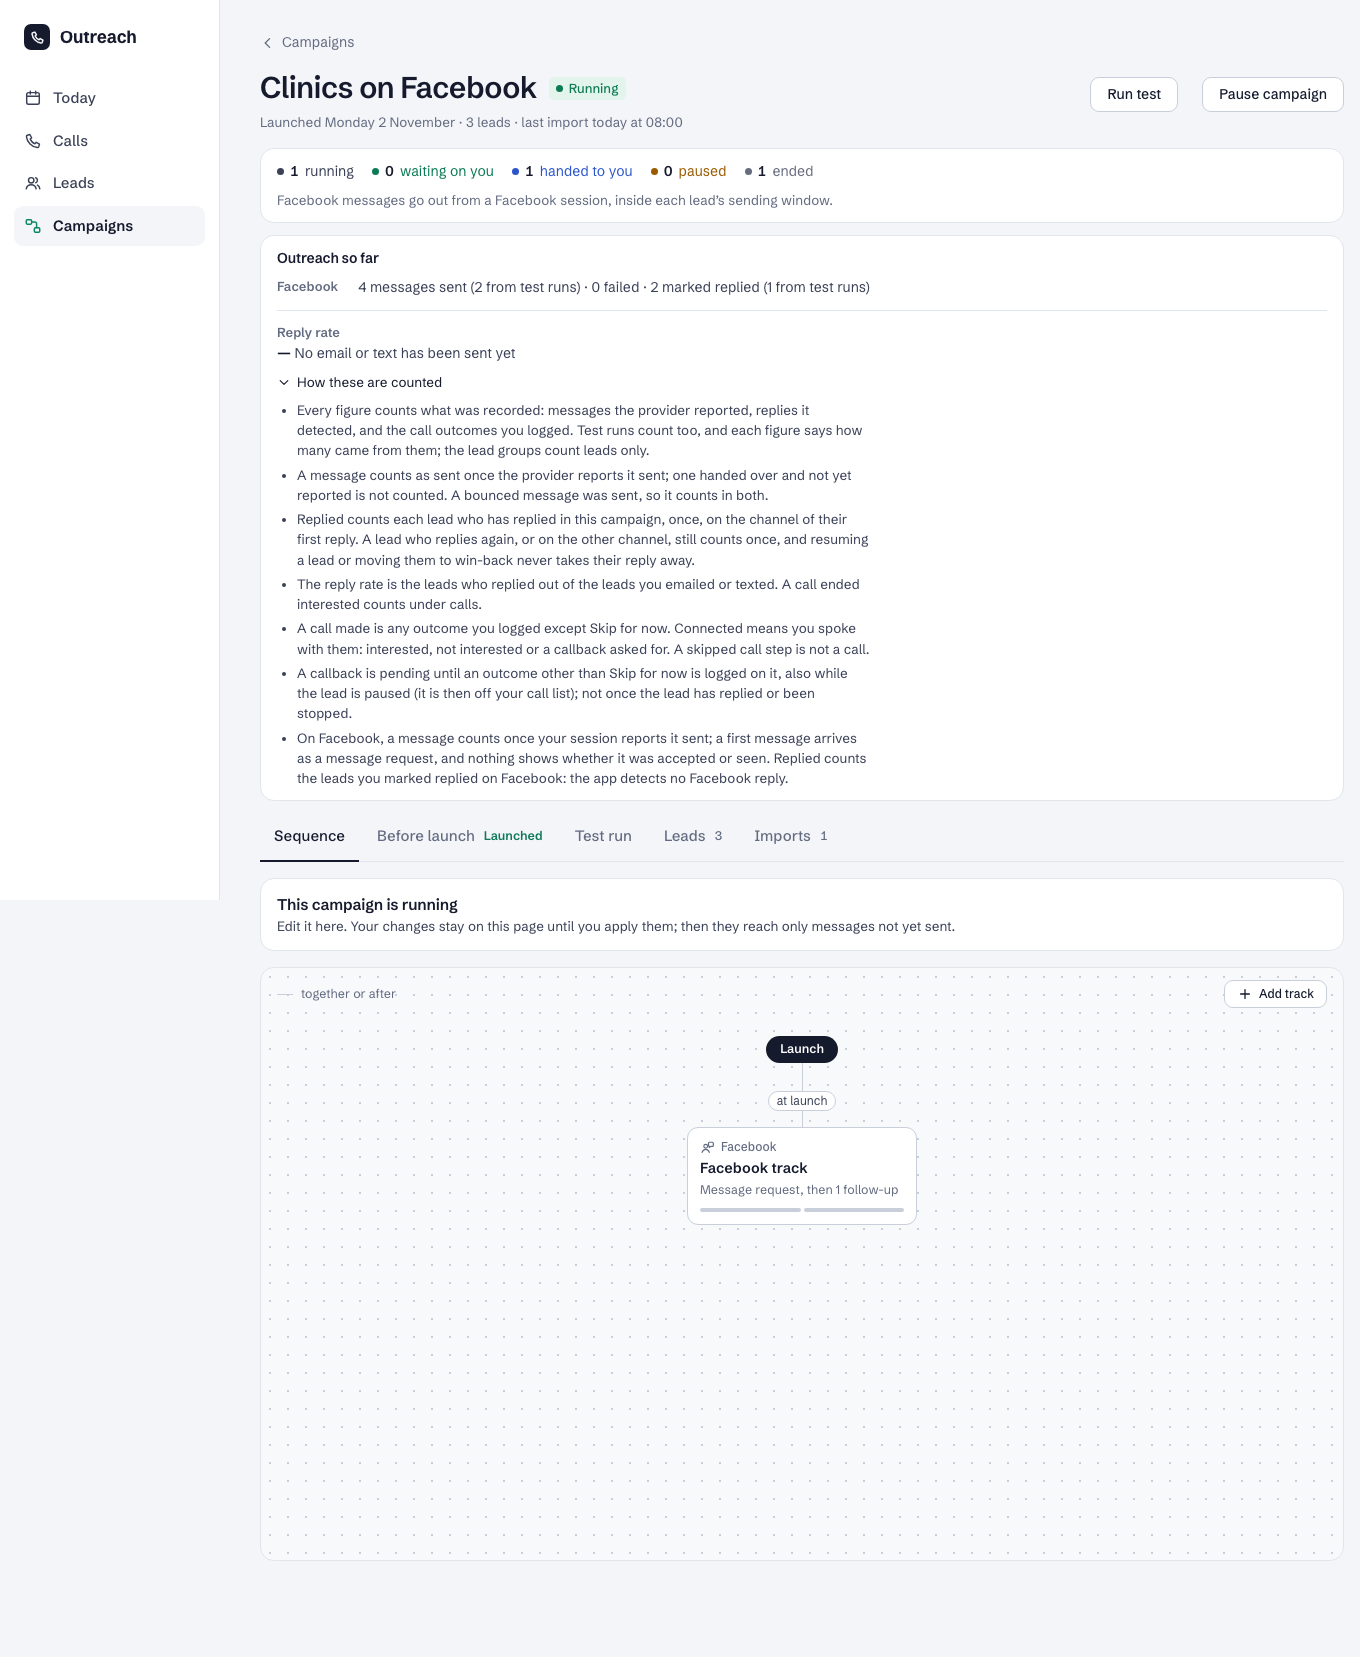 Outreach
Today
Calls
Leads
Campaigns
Campaigns
Clinics on Facebook
Running
Run test
Pause campaign
Launched Monday 2 November · 3 leads · last import today at 08:00
1 running 0 waiting on you 1 handed to you 0 paused 1 ended
Facebook messages go out from a Facebook session, inside each lead’s sending window.
Outreach so far
Facebook 4 messages sent (2 from test runs) · 0 failed · 2 marked replied (1 from test runs)
Reply rate
— No email or text has been sent yet
How these are counted
• Every figure counts what was recorded: messages the provider reported, replies it
detected, and the call outcomes you logged. Test runs count too, and each figure says how
many came from them; the lead groups count leads only.
• A message counts as sent once the provider reports it sent; one handed over and not yet
reported is not counted. A bounced message was sent, so it counts in both.
• Replied counts each lead who has replied in this campaign, once, on the channel of their
first reply. A lead who replies again, or on the other channel, still counts once, and resuming
a lead or moving them to win-back never takes their reply away.
• The reply rate is the leads who replied out of the leads you emailed or texted. A call ended
interested counts under calls.
• A call made is any outcome you logged except Skip for now. Connected means you spoke
with them: interested, not interested or a callback asked for. A skipped call step is not a call.
• A callback is pending until an outcome other than Skip for now is logged on it, also while
the lead is paused (it is then off your call list); not once the lead has replied or been
stopped.
• On Facebook, a message counts once your session reports it sent; a first message arrives
as a message request, and nothing shows whether it was accepted or seen. Replied counts
the leads you marked replied on Facebook: the app detects no Facebook reply.
Sequence Before launch Launched Test run Leads 3 Imports 1
This campaign is running
Edit it here. Your changes stay on this page until you apply them; then they reach only messages not yet sent.
together or after
Add track
Launch
at launch
Facebook
Facebook track
Message request, then 1 follow-up